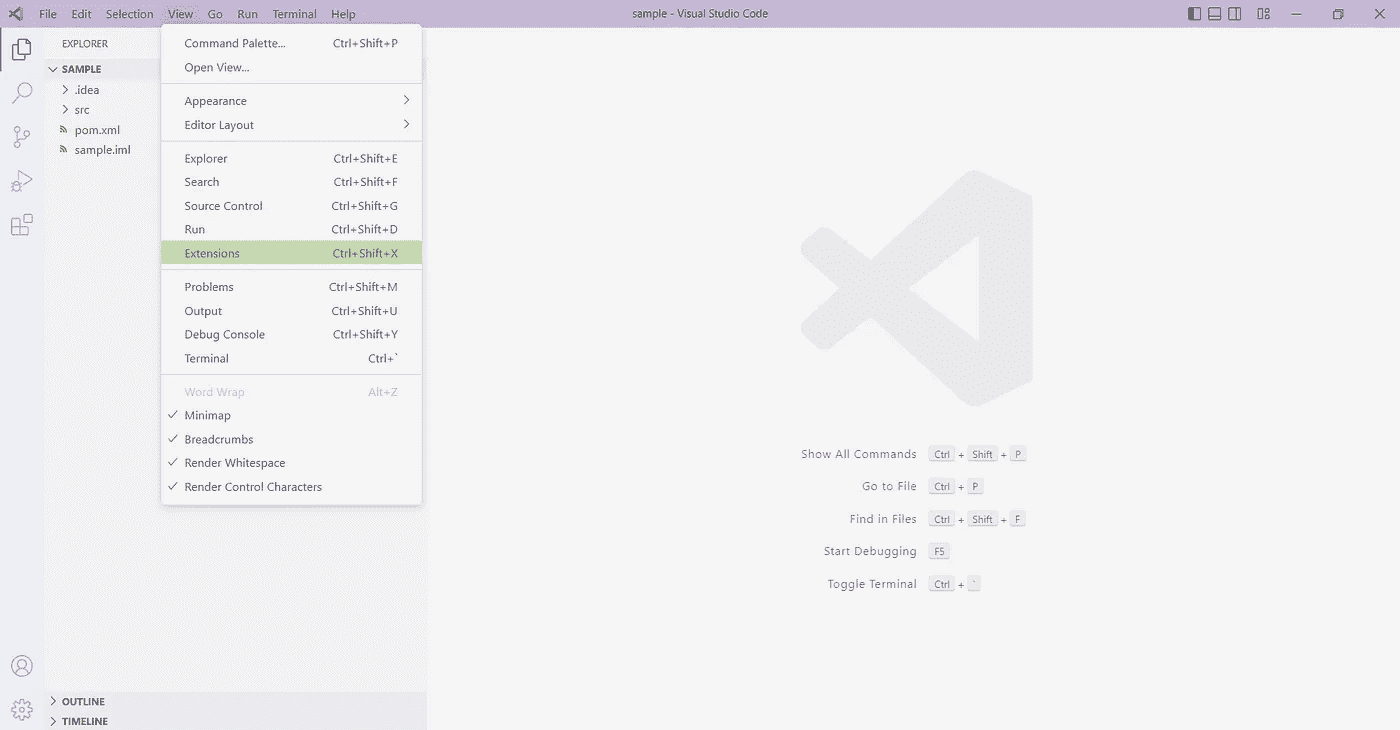 File Edit Selection View Go Run Terminal Help sample - Visual Studio Code
EXPLORER
SAMPLE
.idea
src
pom.xml
sample.iml
Command Palette... Ctrl+Shift+P
Open View...
Appearance
Editor Layout
Explorer Ctrl+Shift+E
Search Ctrl+Shift+F
Source Control Ctrl+Shift+G
Run Ctrl+Shift+D
Extensions Ctrl+Shift+X
Problems Ctrl+Shift+M
Output Ctrl+Shift+U
Debug Console Ctrl+Shift+Y
Terminal Ctrl+`
Word Wrap Alt+Z
Minimap
Breadcrumbs
Render Whitespace
Render Control Characters
Show All Commands Ctrl + Shift + P
Go to File Ctrl + P
Find in Files Ctrl + Shift + F
Start Debugging F5
Toggle Terminal Ctrl + `
OUTLINE
TIMELINE